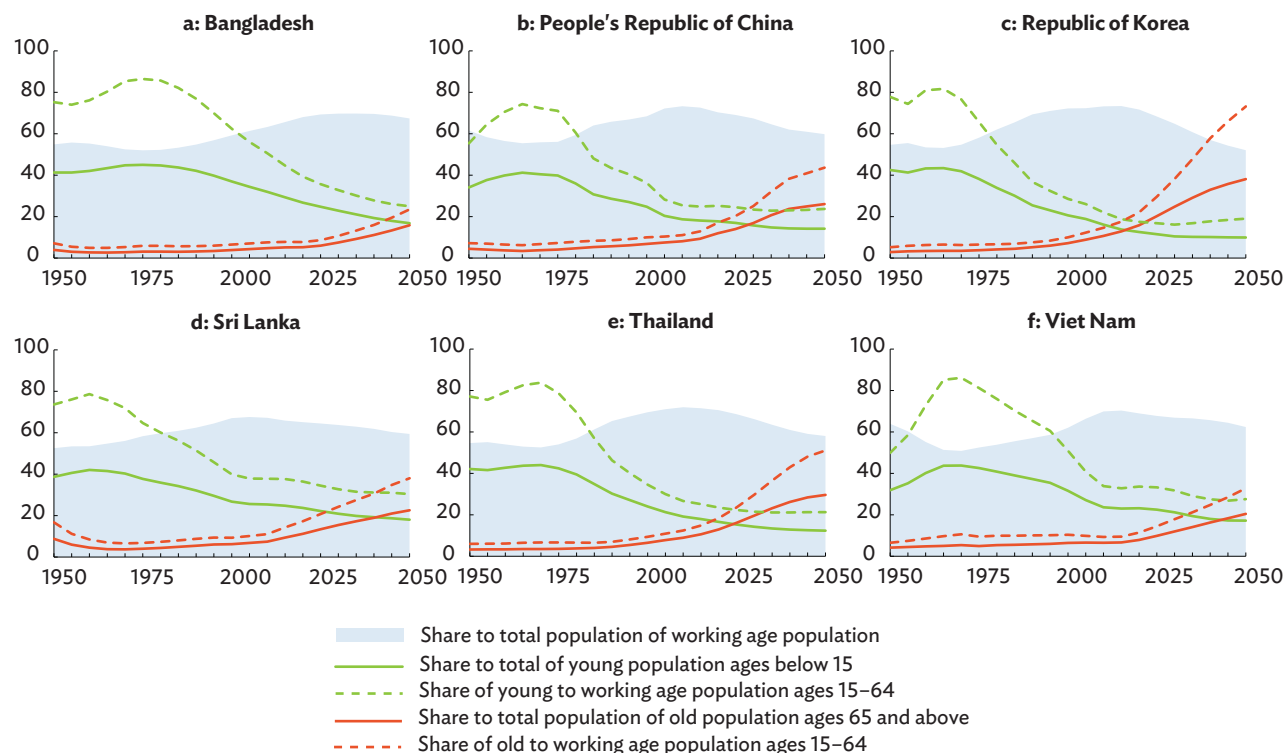 a: Bangladesh
b: People's Republic of China
c: Republic of Korea
100 100 100
80 80 80
60 60 60
40 40 40
20 20 20
0 0 0
1950 1975 2000 2025 2050 1950 1975 2000 2025 2050 1950 1975 2000 2025 2050
d: Sri Lanka
e: Thailand
f: Viet Nam
100 100 100
80 80 80
60 60 60
40 40 40
20 20 20
0 0 0
1950 1975 2000 2025 2050 1950 1975 2000 2025 2050 1950 1975 2000 2025 2050
Share to total population of working age population
Share to total of young population ages below 15
Share of young to working age population ages 15–64
Share to total population of old population ages 65 and above
Share of old to working age population ages 15–64